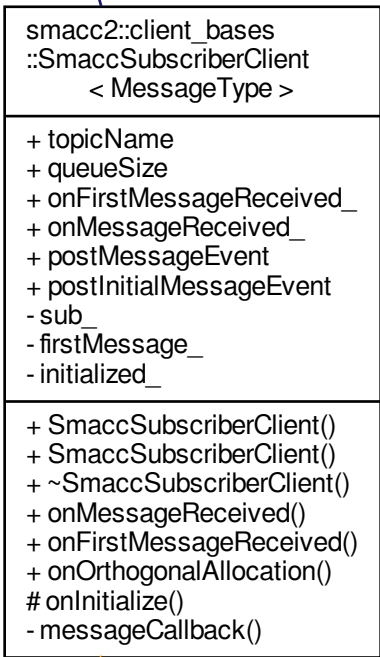 smacc2::client_bases
::SmaccSubscriberClient
< MessageType >
+ topicName
+ queueSize
+ onFirstMessageReceived_
+ onMessageReceived_
+ postMessageEvent
+ postInitialMessageEvent
- sub_
- firstMessage_
- initialized_
+ SmaccSubscriberClient()
+ SmaccSubscriberClient()
+ ~SmaccSubscriberClient()
+ onMessageReceived()
+ onFirstMessageReceived()
+ onOrthogonalAllocation()
# onInitialize()
- messageCallback()